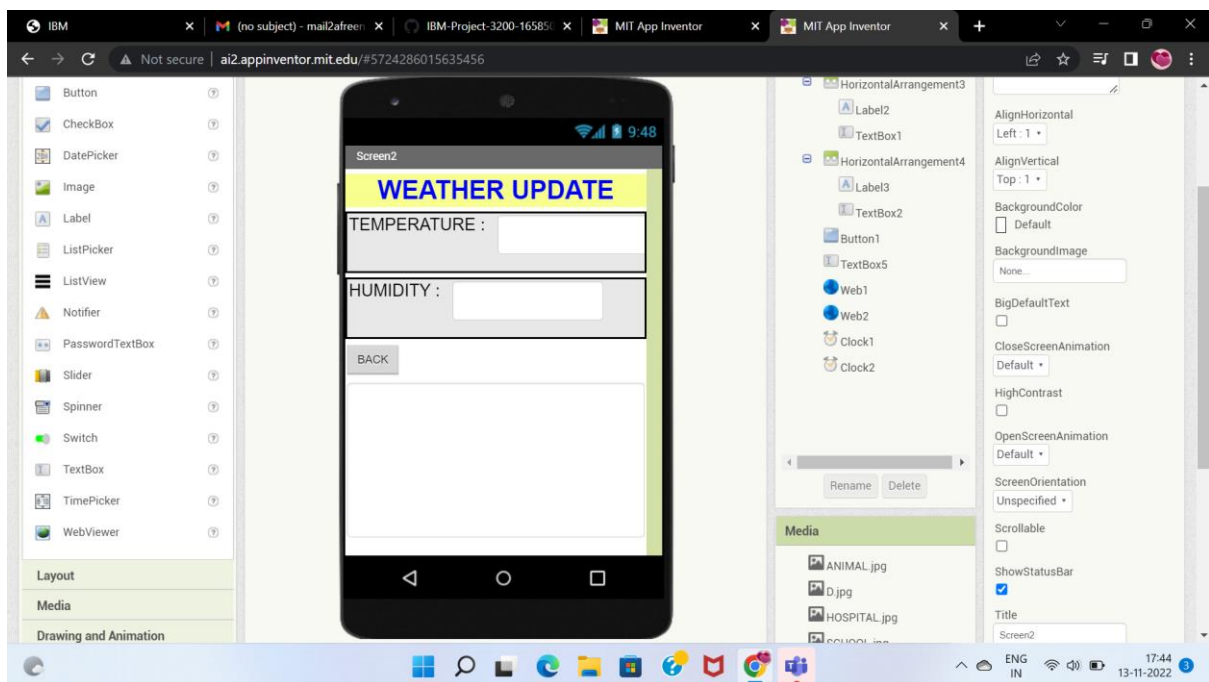 IBM
(no subject) - mail2afreen
IBM-Project-3200-16585
MIT App Inventor
MIT App Inventor
Not secure
ai2.appinventor.mit.edu/#5724286015635456
Button
CheckBox
DatePicker
Image
Label
ListPicker
ListView
Notifier
PasswordTextBox
Slider
Spinner
Switch
TextBox
TimePicker
WebViewer
Layout
Media
Drawing and Animation
9:48
Screen2
WEATHER UPDATE
TEMPERATURE :
HUMIDITY :
BACK
HorizontalArrangement3
Label2
TextBox1
HorizontalArrangement4
Label3
TextBox2
Button1
TextBox5
Web1
Web2
Clock1
Clock2
Rename Delete
Media
ANIMAL.jpg
D.jpg
HOSPITAL.jpg
SCHOOL.jpg
AlignHorizontal
Left : 1
AlignVertical
Top : 1
BackgroundColor
Default
BackgroundImage
None...
BigDefaultText
CloseScreenAnimation
Default
HighContrast
OpenScreenAnimation
Default
ScreenOrientation
Unspecified
Scrollable
ShowStatusBar
Title
Screen2
ENG
IN
17:44
13-11-2022
3